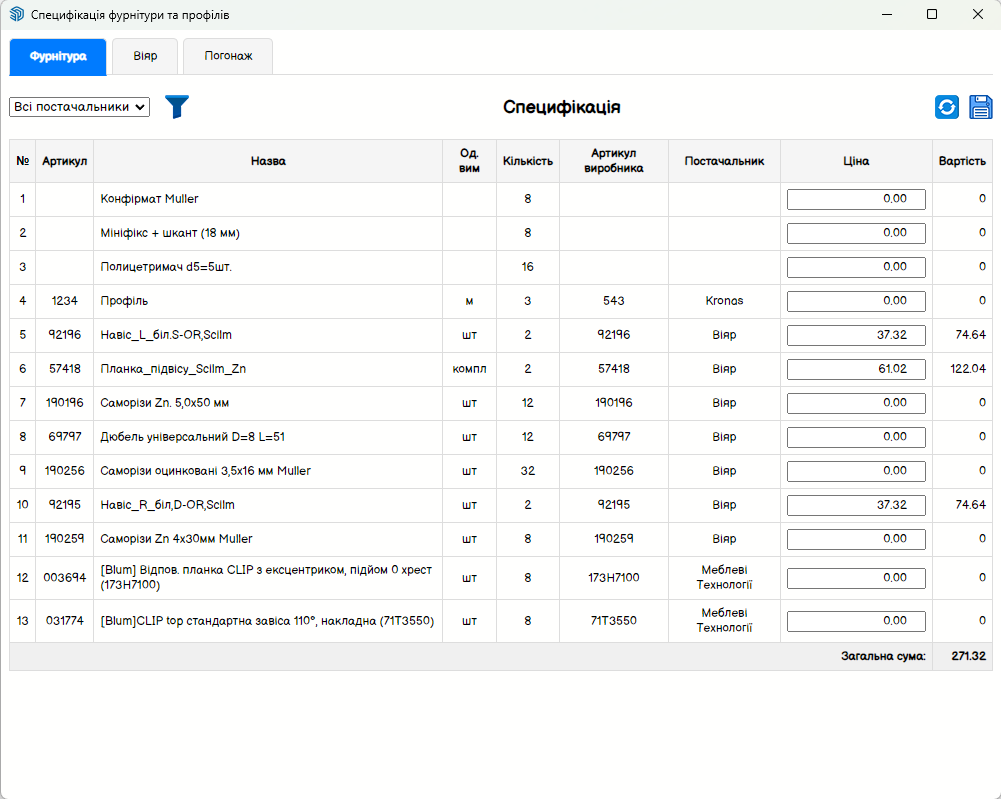 Специфікація фурнітури та профілів
Фурнітура Віяр Погонаж
Всі постачальники Специфікація
№ Артикул Назва Од. вим Кількість Артикул виробника Постачальник Ціна Вартість
1 Конфірмат Muller 8 0.00 0
2 Мініфікс + шкант (18 мм) 8 0.00 0
3 Полицетримач d5=5шт. 16 0.00 0
4 1234 Профіль м 3 543 Kronas 0.00 0
5 92196 Навіс_L_біл.S-OR,Scilm шт 2 92196 Віяр 37.32 74.64
6 57418 Планка_підвісу_Scilm_Zn компл 2 57418 Віяр 61.02 122.04
7 190196 Саморізи Zn. 5,0х50 мм шт 12 190196 Віяр 0.00 0
8 69797 Дюбель універсальний D=8 L=51 шт 12 69797 Віяр 0.00 0
9 190256 Саморізи оцинковані 3,5х16 мм Muller шт 32 190256 Віяр 0.00 0
10 92195 Навіс_R_біл,D-OR,Scilm шт 2 92195 Віяр 37.32 74.64
11 190259 Саморізи Zn 4х30мм Muller шт 8 190259 Віяр 0.00 0
12 003694 [Blum] Відпов. планка CLIP з ексцентриком, підйом 0 хрест (173H7100) шт 8 173H7100 Меблеві Технології 0.00 0
13 031774 [Blum]CLIP top стандартна завіса 110°, накладна (71T3550) шт 8 71T3550 Меблеві Технології 0.00 0
Загальна сума: 271.32